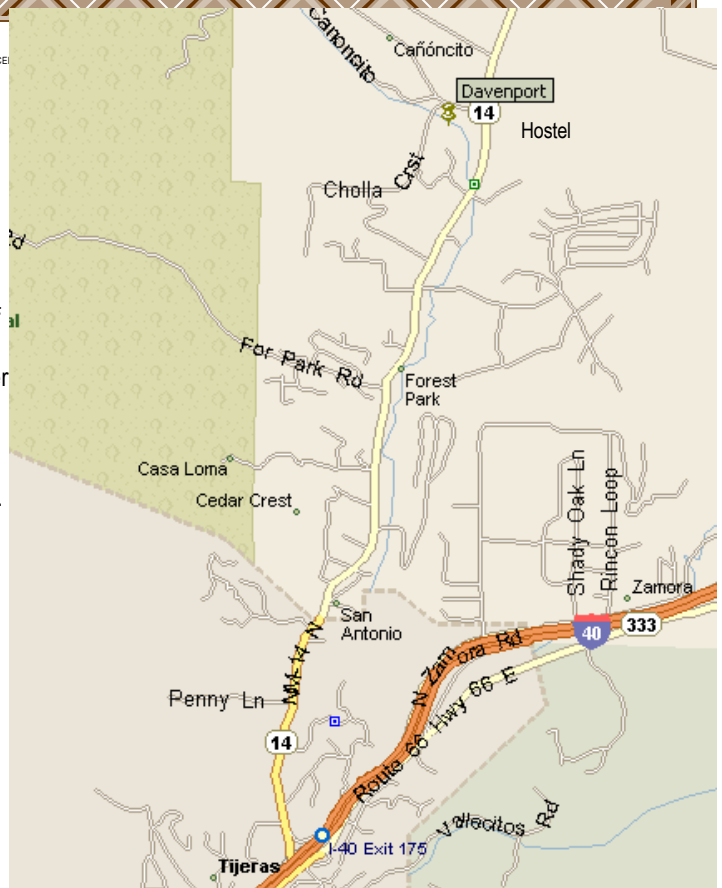 Cañoncito
Cañóncito
Davenport
14
Hostel
Cholla Crst
Rd
al
For Park Rd
Forest
Park
Casa Loma
Cedar Crest
Shady Oak Ln
Rincon Loop
Zamora
San
Antonio
40
333
N Zamora Rd
NM-14 N
Penny Ln
Route 66 Hwy 66 E
14
Vallecitos Rd
I-40 Exit 175
Tijeras